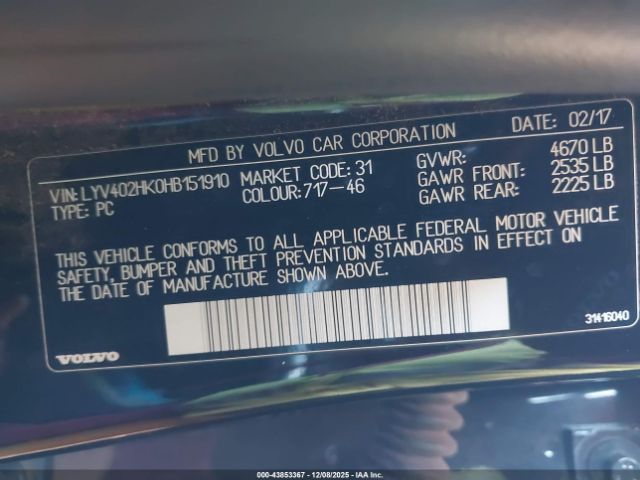 MFD BY VOLVO CAR CORPORATION DATE: 02/17
VIN:LYV402HK0HB151910 MARKET CODE: 31 GVWR: 4670 LB
TYPE: PC COLOUR:717-46 GAWR FRONT: 2535 LB
GAWR REAR: 2225 LB
THIS VEHICLE CONFORMS TO ALL APPLICABLE FEDERAL MOTOR VEHICLE
SAFETY, BUMPER AND THEFT PREVENTION STANDARDS IN EFFECT ON
THE DATE OF MANUFACTURE SHOWN ABOVE.
VOLVO 31416040
000-43853367 - 12/08/2025 - IAA Inc.